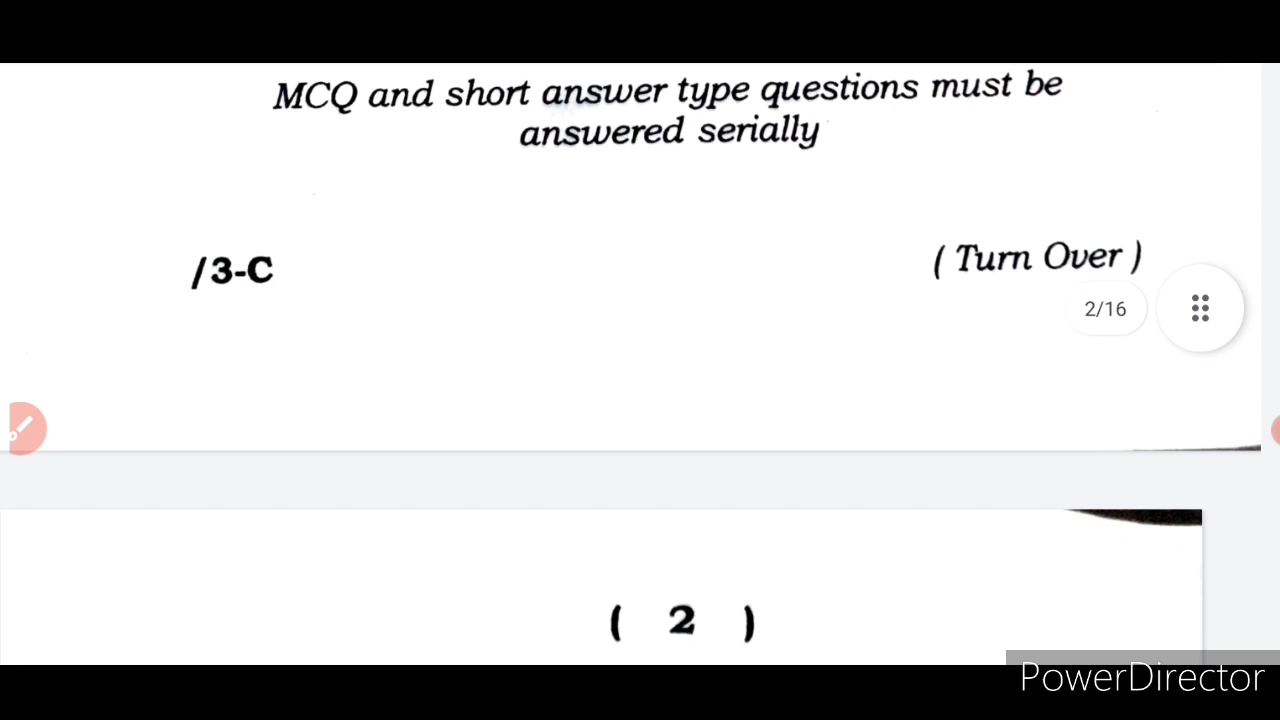 MCQ and short answer type questions must be
answered serially
/3-C
( Turn Over )
2/16
( 2 )
PowerDirector